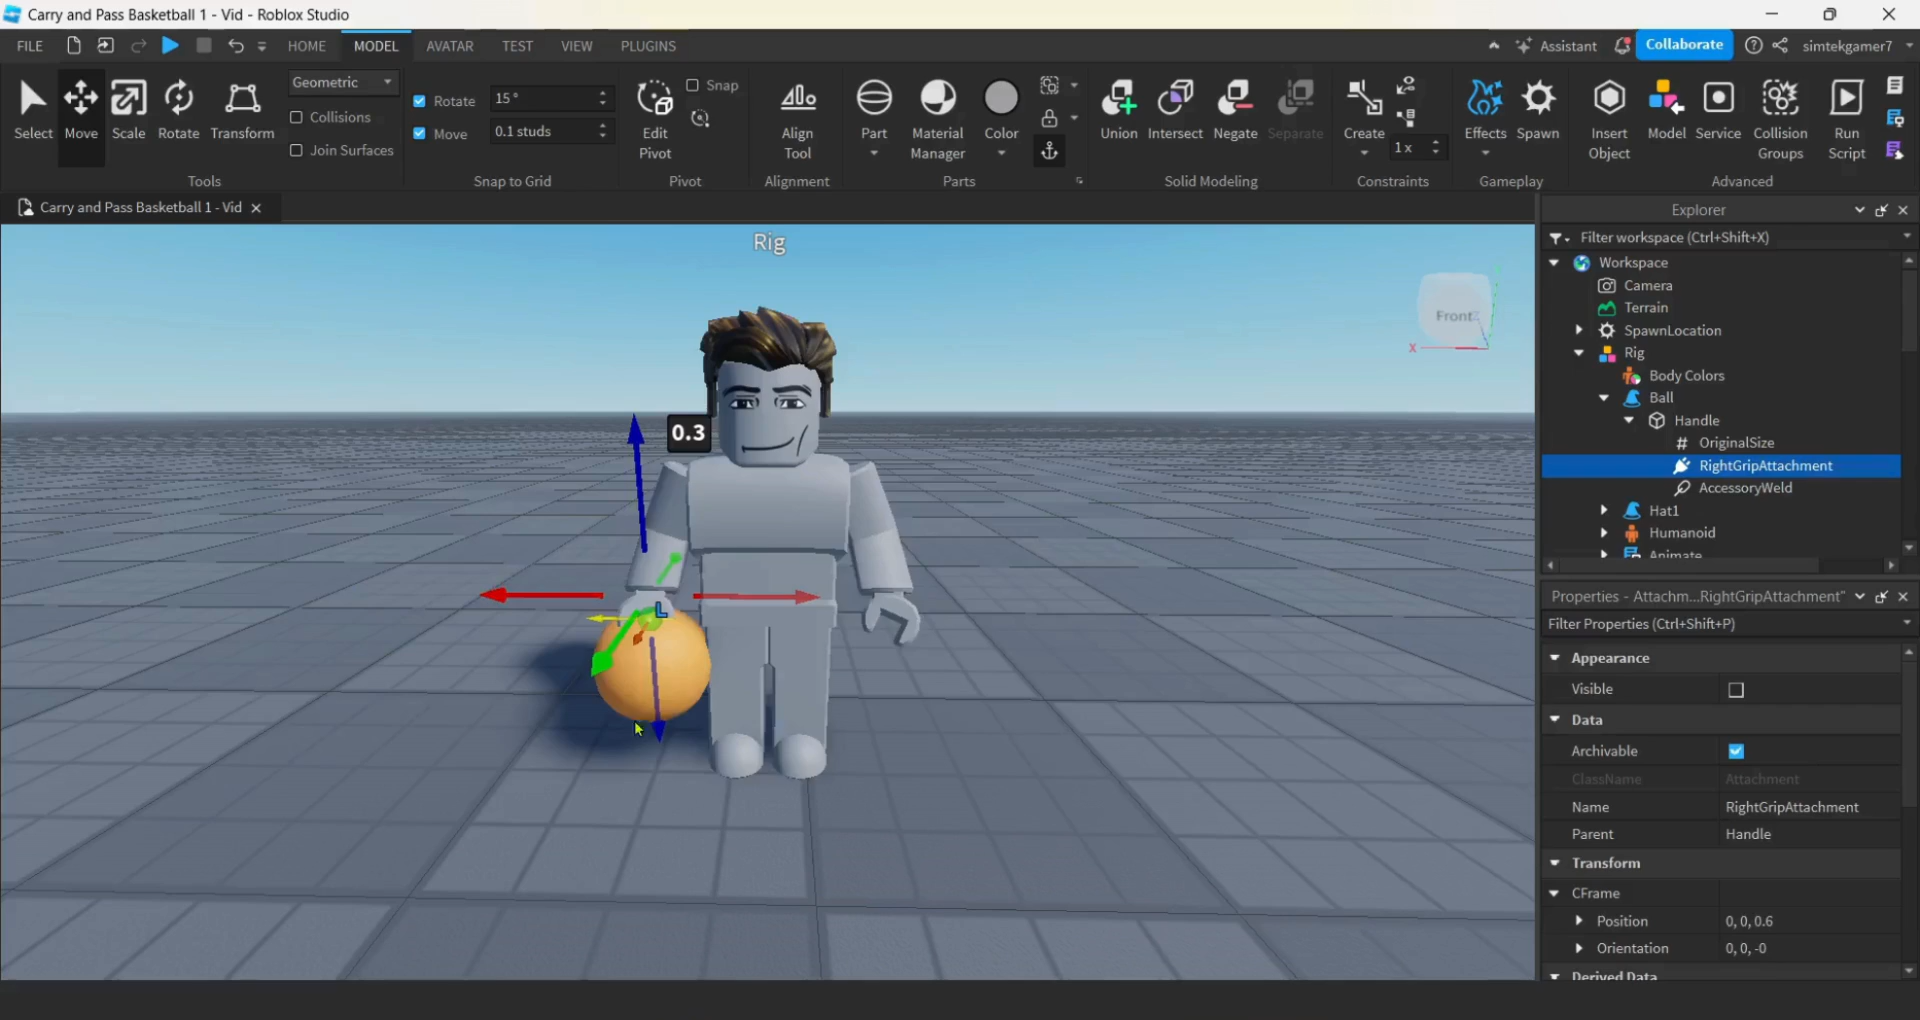 Carry and Pass Basketball 1 - Vid - Roblox Studio
FILE HOME MODEL AVATAR TEST VIEW PLUGINS Assistant Collaborate simtekgamer7
Select Move Scale Rotate Transform
Geometric
Collisions
Join Surfaces
Tools
Rotate 15 °
Move 0.1 studs
Snap to Grid
Edit Pivot
Snap
Pivot
Align Tool
Alignment
Part
Material Manager
Color
Parts
Union Intersect Negate Separate
Solid Modeling
Create
1 x
Constraints
Effects Spawn
Gameplay
Insert Object
Model
Service
Collision Groups
Run Script
Advanced
Carry and Pass Basketball 1 - Vid
Rig
0.3
L
Front
Z
X
Explorer
Filter workspace (Ctrl+Shift+X)
Workspace
Camera
Terrain
SpawnLocation
Rig
Body Colors
Ball
Handle
OriginalSize
RightGripAttachment
AccessoryWeld
Hat1
Humanoid
Animate
Properties - Attachm...RightGripAttachment"
Filter Properties (Ctrl+Shift+P)
Appearance
Visible
Data
Archivable
ClassName Attachment
Name RightGripAttachment
Parent Handle
Transform
CFrame
Position 0, 0, 0.6
Orientation 0, 0, -0
Derived Data